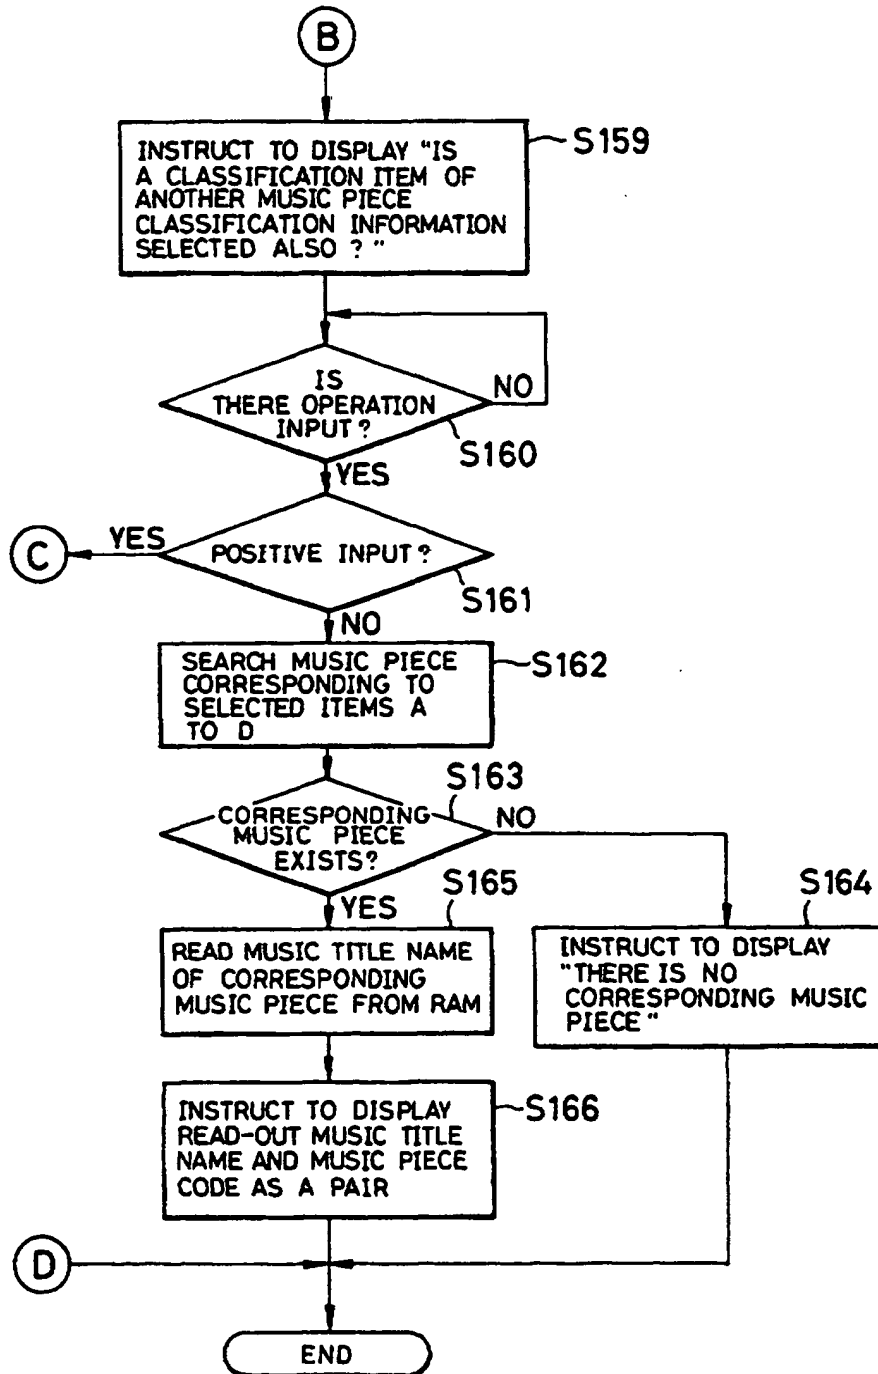 B
INSTRUCT TO DISPLAY "IS
A CLASSIFICATION ITEM OF
ANOTHER MUSIC PIECE
CLASSIFICATION INFORMATION
SELECTED ALSO ? "
S159
IS
THERE OPERATION
INPUT?
NO
S160
YES
C
YES
POSITIVE INPUT?
S161
NO
SEARCH MUSIC PIECE
CORRESPONDING TO
SELECTED ITEMS A
TO D
S162
S163
CORRESPONDING
MUSIC PIECE
EXISTS?
NO
YES
S165
S164
READ MUSIC TITLE NAME
OF CORRESPONDING
MUSIC PIECE FROM RAM
INSTRUCT TO DISPLAY
"THERE IS NO
CORRESPONDING MUSIC
PIECE"
INSTRUCT TO DISPLAY
READ-OUT MUSIC TITLE
NAME AND MUSIC PIECE
CODE AS A PAIR
S166
D
END